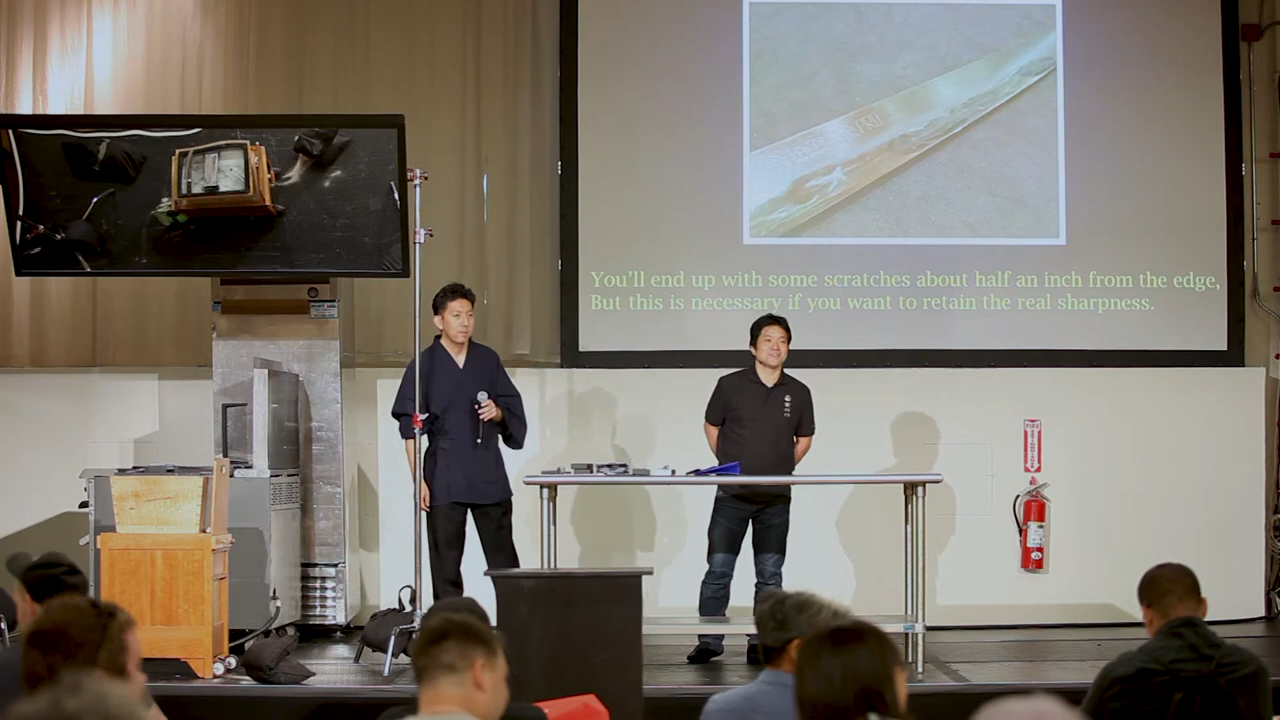 You'll end up with some scratches about half an inch from the edge,
But this is necessary if you want to retain the real sharpness.
FIRE